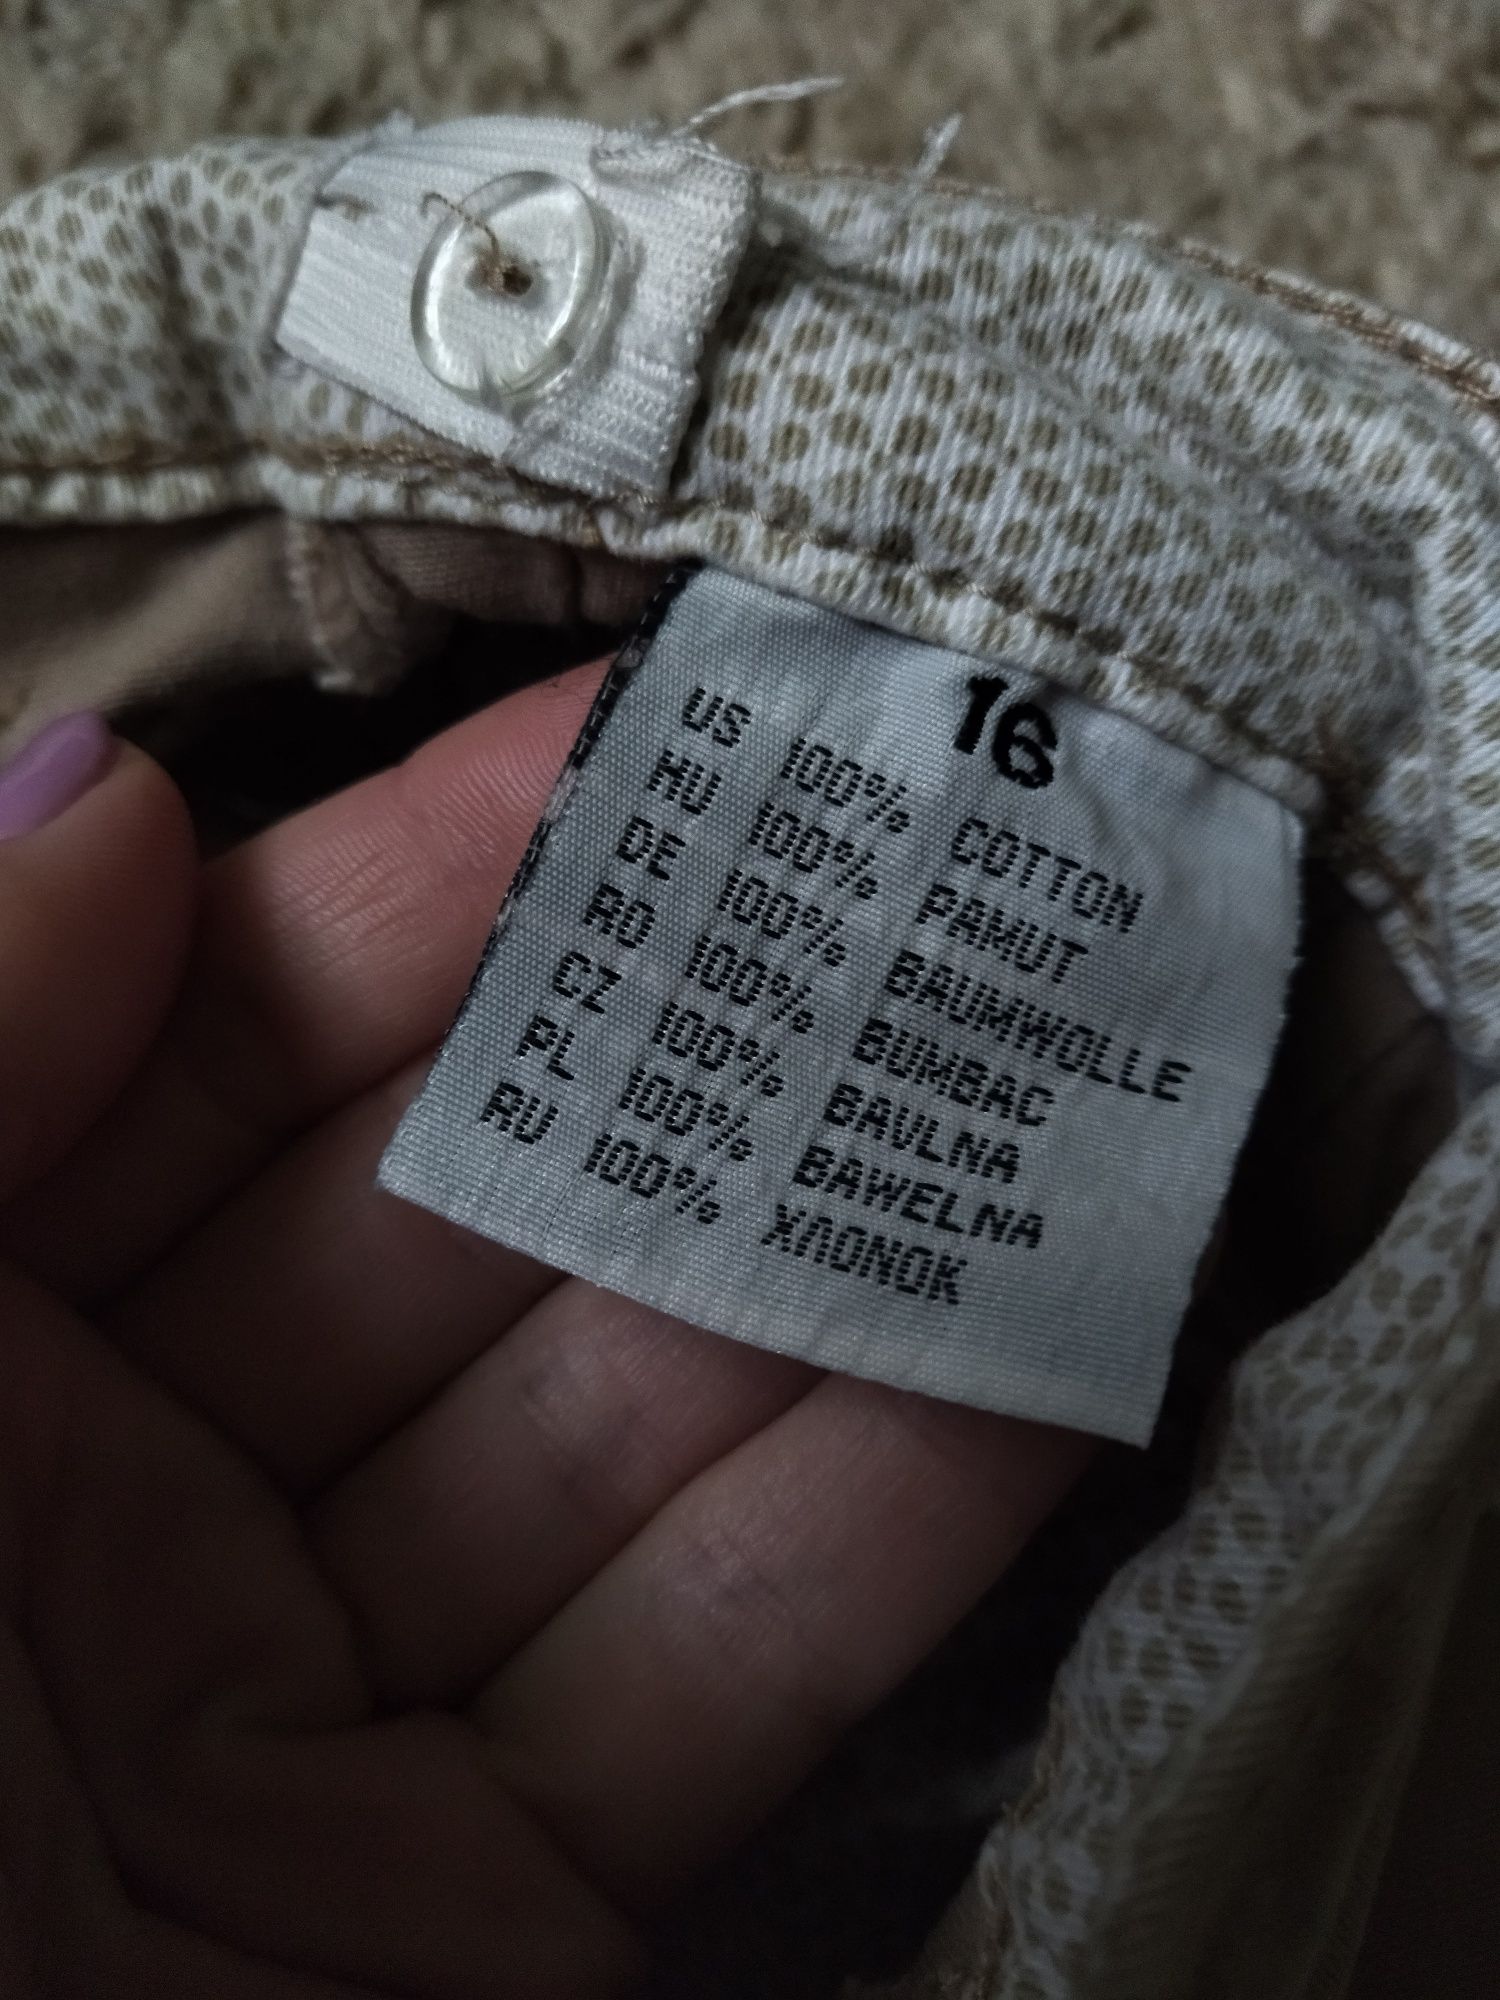 16
US 100% COTTON
HU 100% PAMUT
DE 100% BAUMWOLLE
RO 100% BUMBAC
CZ 100% BAVLNA
PL 100% BAWELNA
RU 100% ХЛОNOK